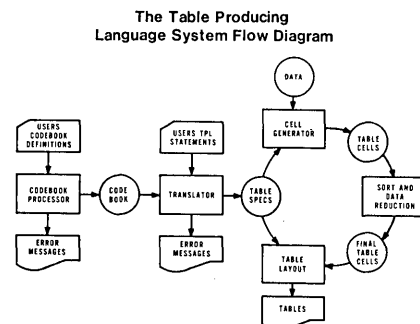 The Table Producing
Language System Flow Diagram
DATA
USERS
CODEBOOK
DEFINITIONS
USERS TPL
STATEMENTS
CELL
GENERATOR
TABLE
CELLS
CODEBOOK
PROCESSOR
CODE
BOOK
TRANSLATOR
TABLE
SPECS
SORT AND
DATA
REDUCTION
ERROR
MESSAGES
ERROR
MESSAGES
TABLE
LAYOUT
FINAL
TABLE
CELLS
TABLES